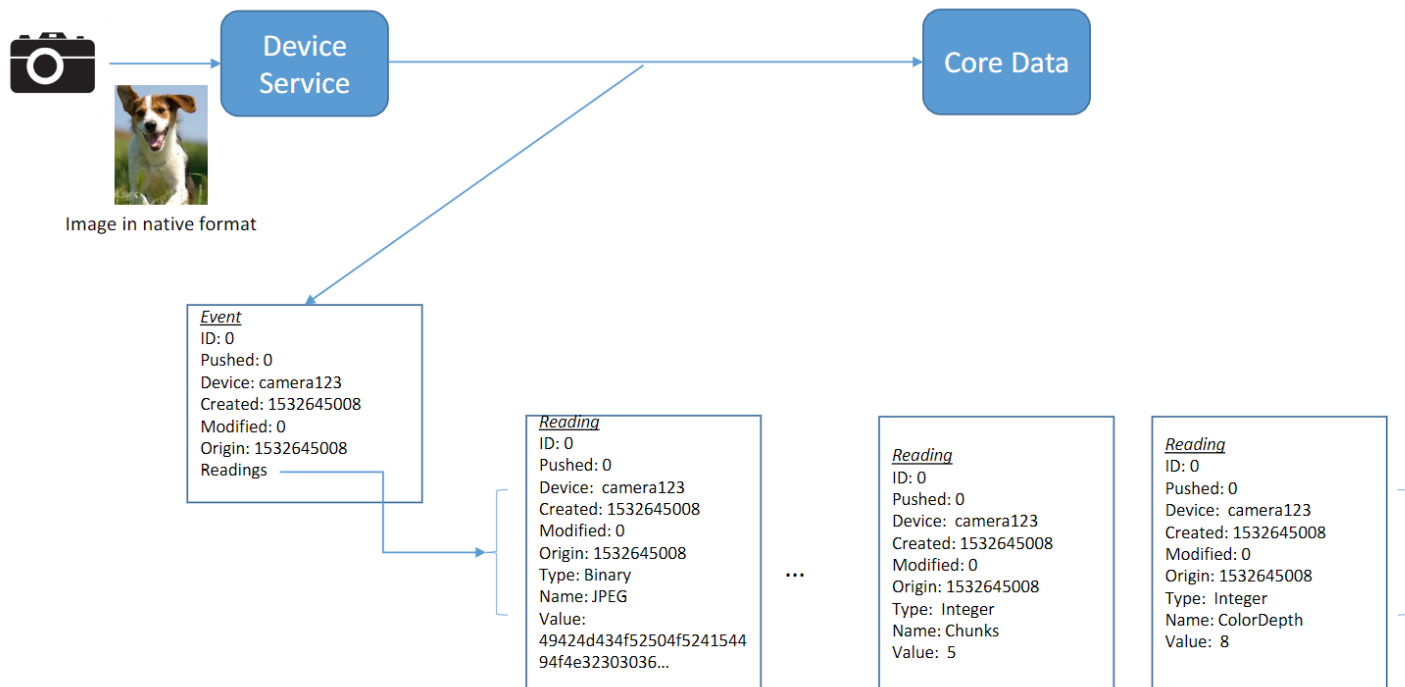 Device
Service
Core Data
Image in native format
Event
ID: 0
Pushed: 0
Device: camera123
Created: 1532645008
Modified: 0
Origin: 1532645008
Readings
Reading
ID: 0
Pushed: 0
Device:  camera123
Created: 1532645008
Modified: 0
Origin: 1532645008
Type: Binary
Name: JPEG
Value:
49424d434f52504f5241544
94f4e32303036...
...
Reading
ID: 0
Pushed: 0
Device:  camera123
Created: 1532645008
Modified: 0
Origin: 1532645008
Type:  Integer
Name: Chunks
Value:  5
Reading
ID: 0
Pushed: 0
Device:  camera123
Created: 1532645008
Modified: 0
Origin: 1532645008
Type:  Integer
Name: ColorDepth
Value:  8